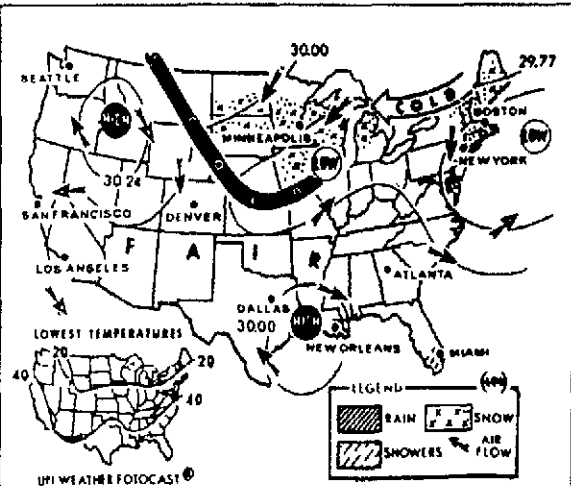 30.00
29.77
SEATTLE
COLD
BOSTON
HIGH
MINNEAPOLIS
LOW
LOW
NEW YORK
30.24
SAN FRANCISCO
DENVER
FAIR
LOS ANGELES
ATLANTA
DALLAS
30.00
HIGH
NEW ORLEANS
MIAMI
LOWEST TEMPERATURES
20
20
40
40
LEGEND
RAIN
SNOW
SHOWERS
AIR
FLOW
UPI WEATHER FOTOCAST ®